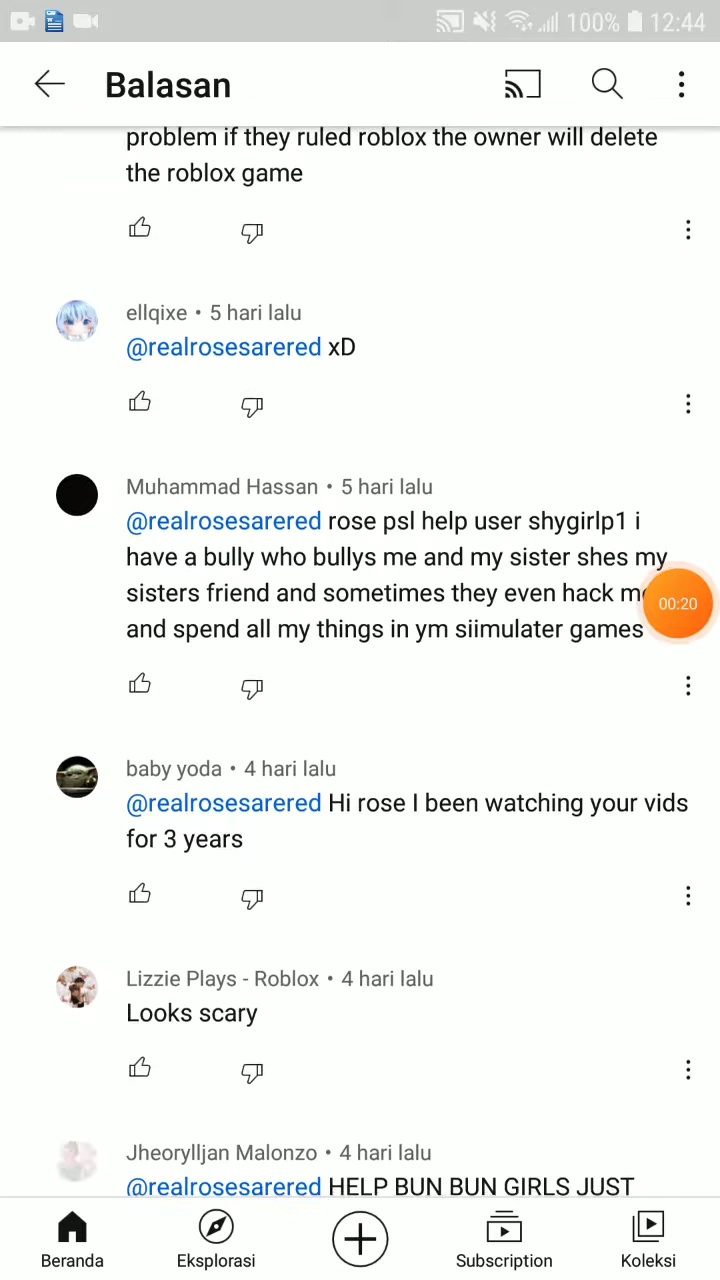 100% 12:44
Balasan
problem if they ruled roblox the owner will delete
the roblox game
ellqixe • 5 hari lalu
@realrosesarered xD
Muhammad Hassan • 5 hari lalu
@realrosesarered rose psl help user shygirlp1 i
have a bully who bullys me and my sister shes my
sisters friend and sometimes they even hack
00:20
and spend all my things in ym siimulater games
baby yoda • 4 hari lalu
@realrosesarered Hi rose I been watching your vids
for 3 years
Lizzie Plays - Roblox • 4 hari lalu
Looks scary
Jheorylljan Malonzo • 4 hari lalu
@realrosesarered HELP BUN BUN GIRLS JUST
Beranda Eksplorasi Subscription Koleksi